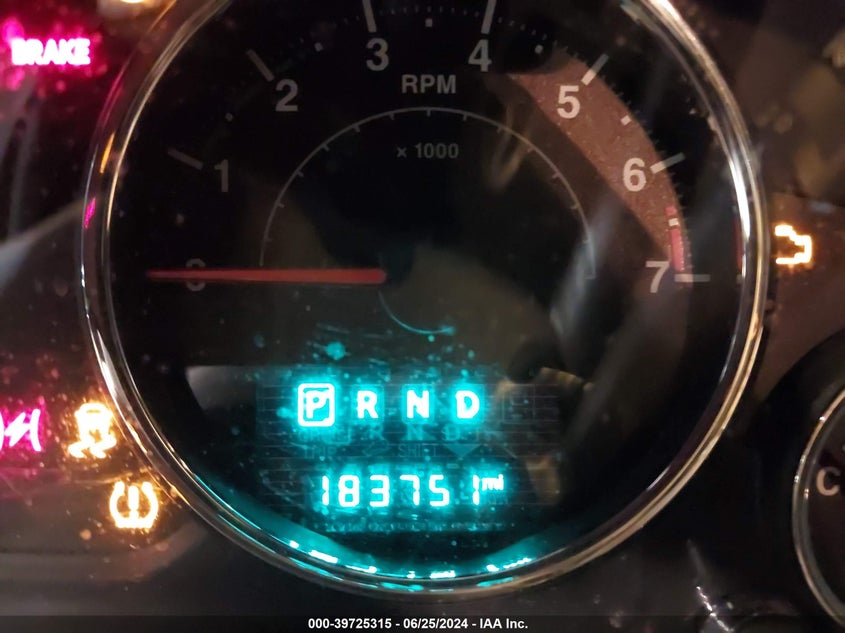 BRAKE
3 4
2 RPM 5
1 x 1000 6
0 7
P R N D
183751 mi
C
000-39725315 - 06/25/2024 - IAA Inc.